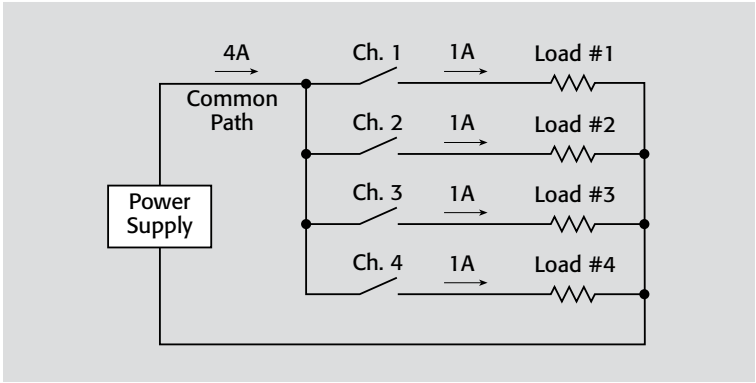 4A
Common
Path
Ch. 1
1A
Load #1
Ch. 2
1A
Load #2
Ch. 3
1A
Load #3
Ch. 4
1A
Load #4
Power
Supply